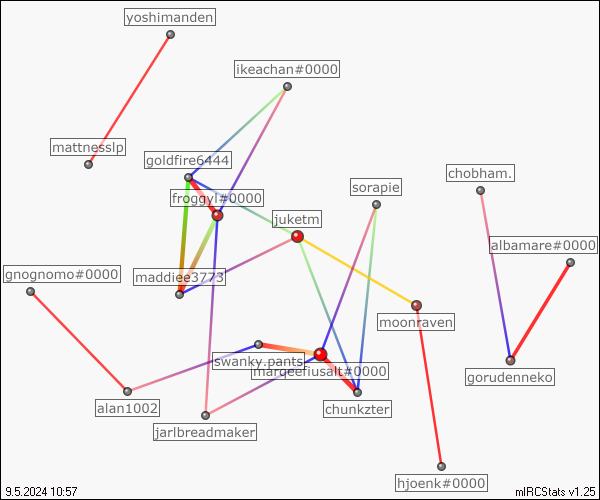 yoshimanden
ikeachan#0000
mattnesslp
goldfire6444
chobham.
sorapie
froggyl#0000
juketm
albamare#0000
gnognomo#0000
maddiee3773
moonraven
swanky.pants
margeefiusalt#0000
gorudenneko
alan1002
chunkzter
jarlbreadmaker
hjoenk#0000
9.5.2024 10:57
mIRCStats v1.25